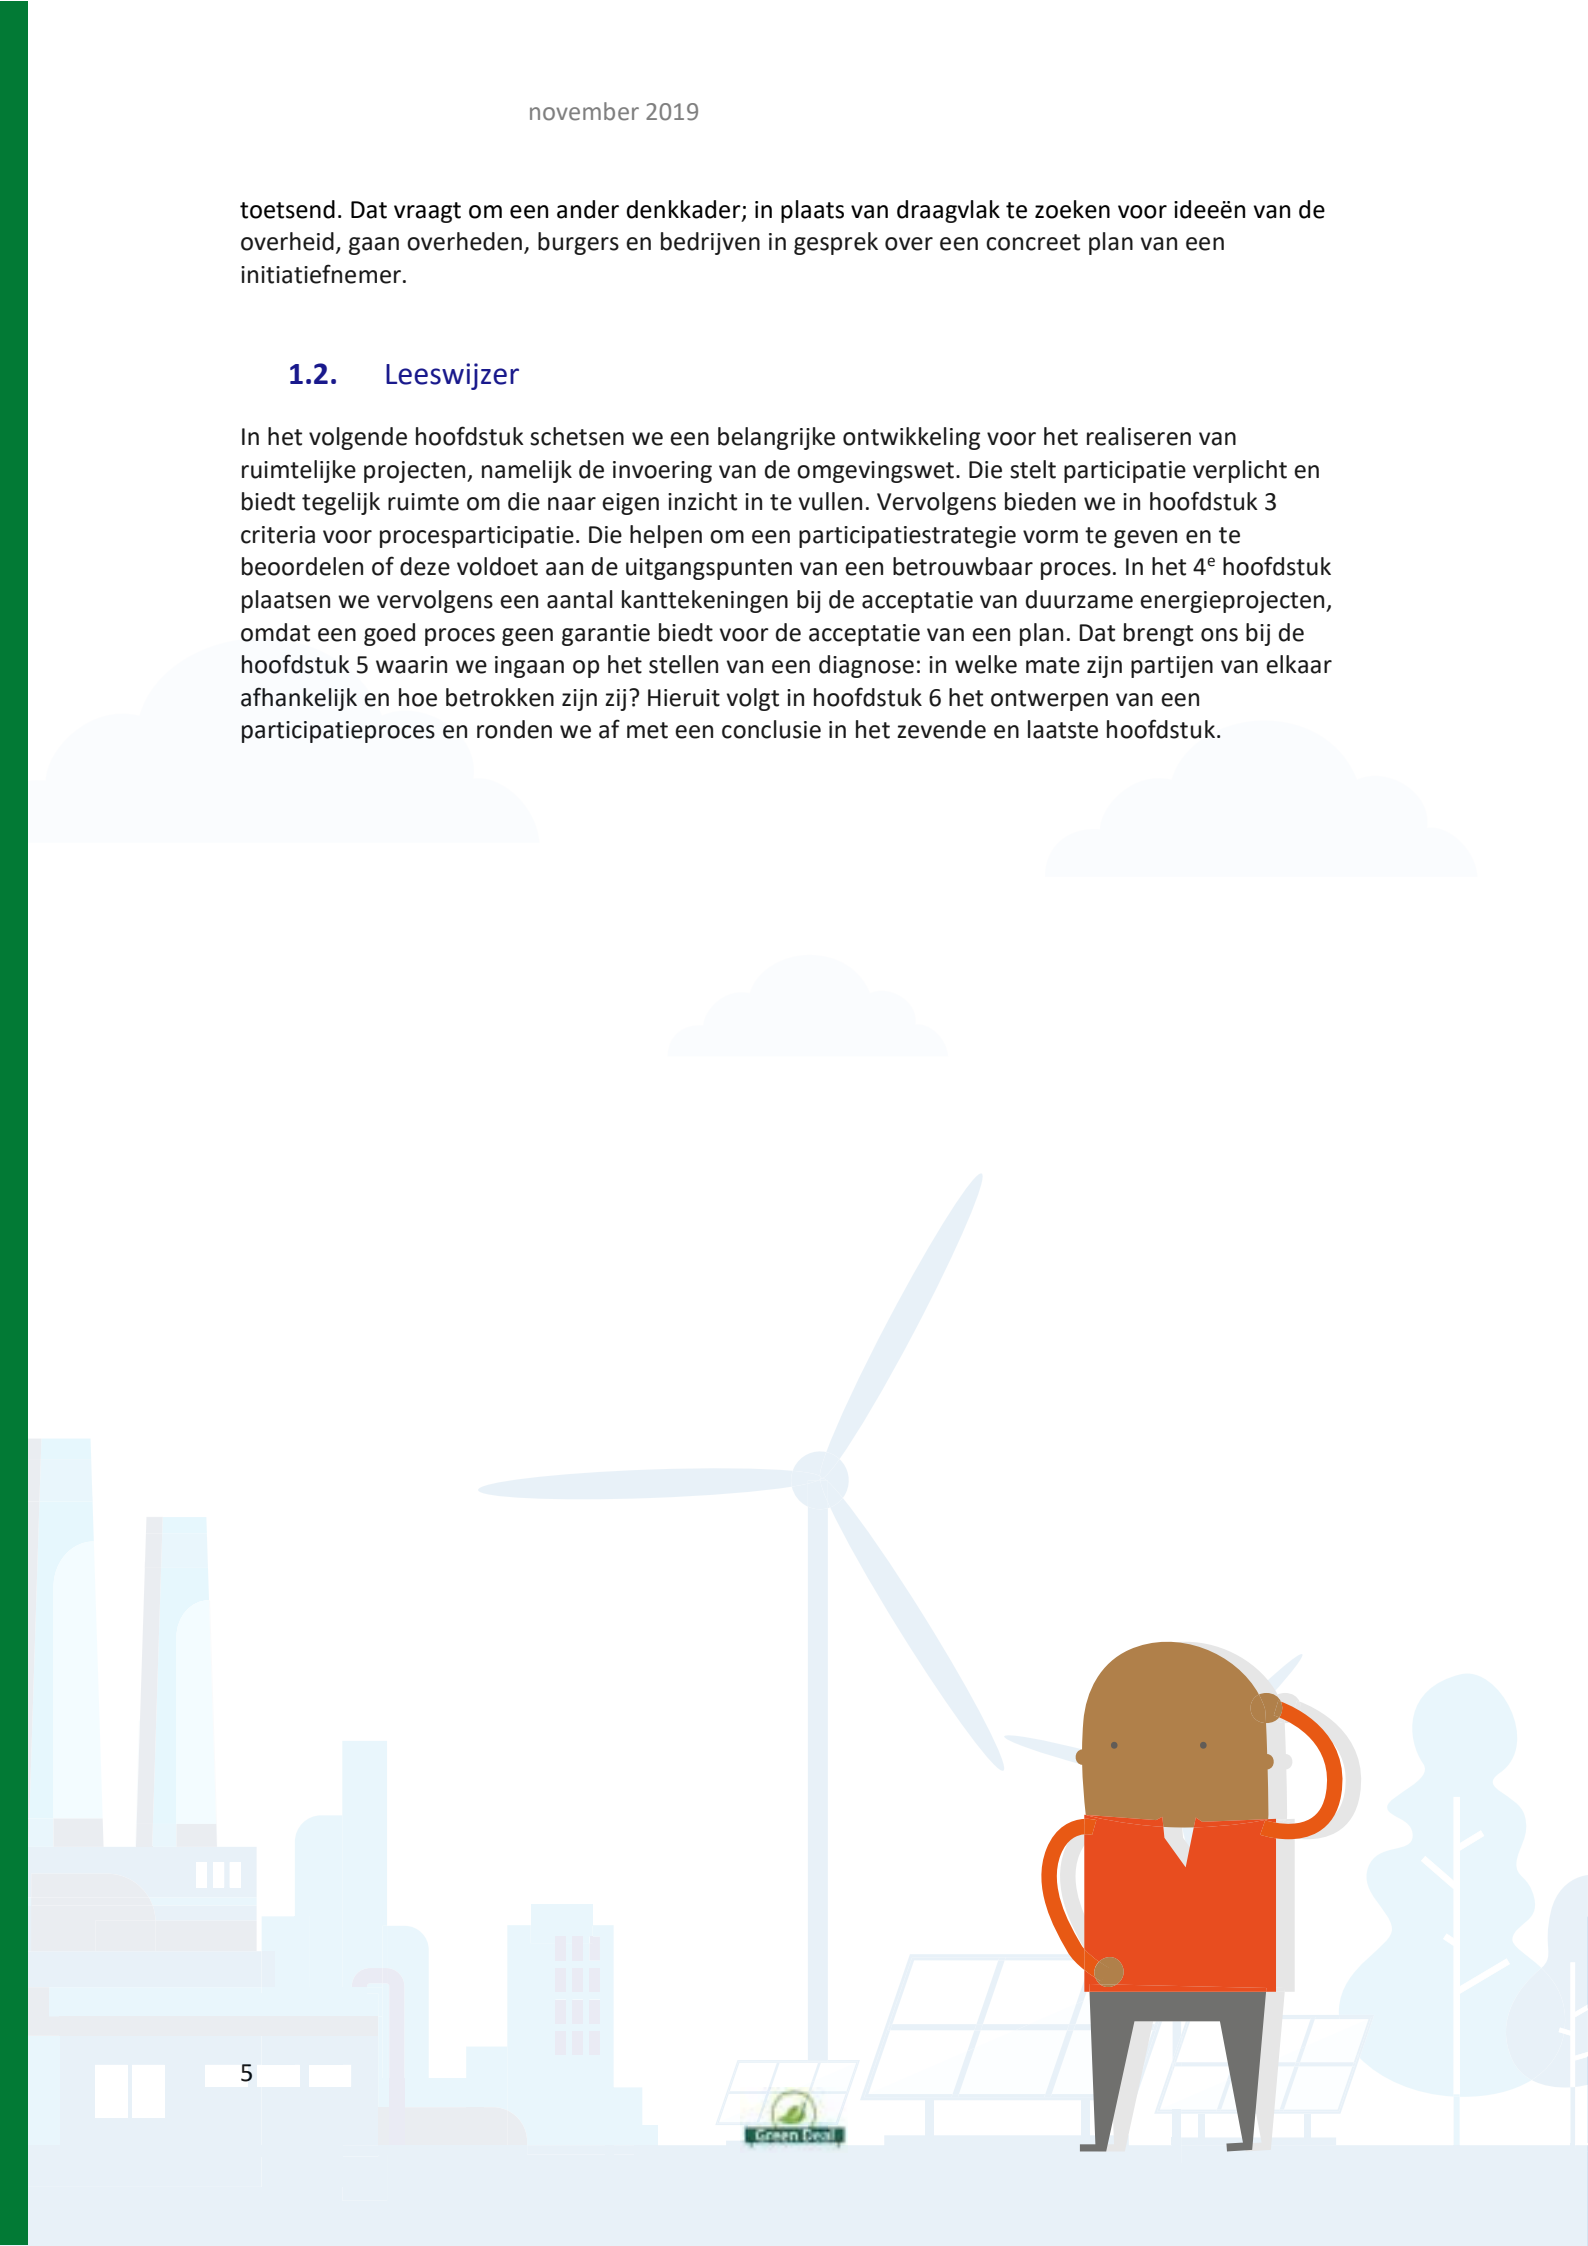 november 2019
toetsend. Dat vraagt om een ander denkkader; in plaats van draagvlak te zoeken voor ideeën van de
overheid, gaan overheden, burgers en bedrijven in gesprek over een concreet plan van een
initiatiefnemer.
1.2. Leeswijzer
In het volgende hoofdstuk schetsen we een belangrijke ontwikkeling voor het realiseren van
ruimtelijke projecten, namelijk de invoering van de omgevingswet. Die stelt participatie verplicht en
biedt tegelijk ruimte om die naar eigen inzicht in te vullen. Vervolgens bieden we in hoofdstuk 3
criteria voor procesparticipatie. Die helpen om een participatiestrategie vorm te geven en te
beoordelen of deze voldoet aan de uitgangspunten van een betrouwbaar proces. In het 4e hoofdstuk
plaatsen we vervolgens een aantal kanttekeningen bij de acceptatie van duurzame energieprojecten,
omdat een goed proces geen garantie biedt voor de acceptatie van een plan. Dat brengt ons bij de
hoofdstuk 5 waarin we ingaan op het stellen van een diagnose: in welke mate zijn partijen van elkaar
afhankelijk en hoe betrokken zijn zij? Hieruit volgt in hoofdstuk 6 het ontwerpen van een
participatieproces en ronden we af met een conclusie in het zevende en laatste hoofdstuk.
5
Green Deal